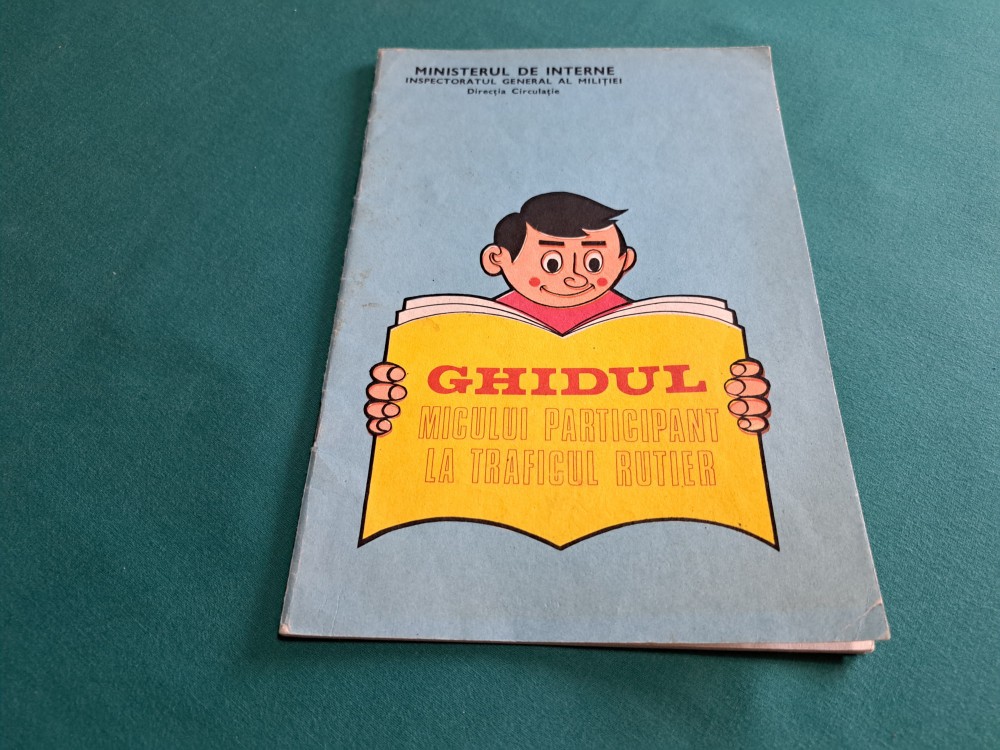 MINISTERUL DE INTERNE
INSPECTORATUL GENERAL AL MILIȚIEI
Direcția Circulație
GHIDUL
MICULUI PARTICIPANT
LA TRAFICUL RUTIER